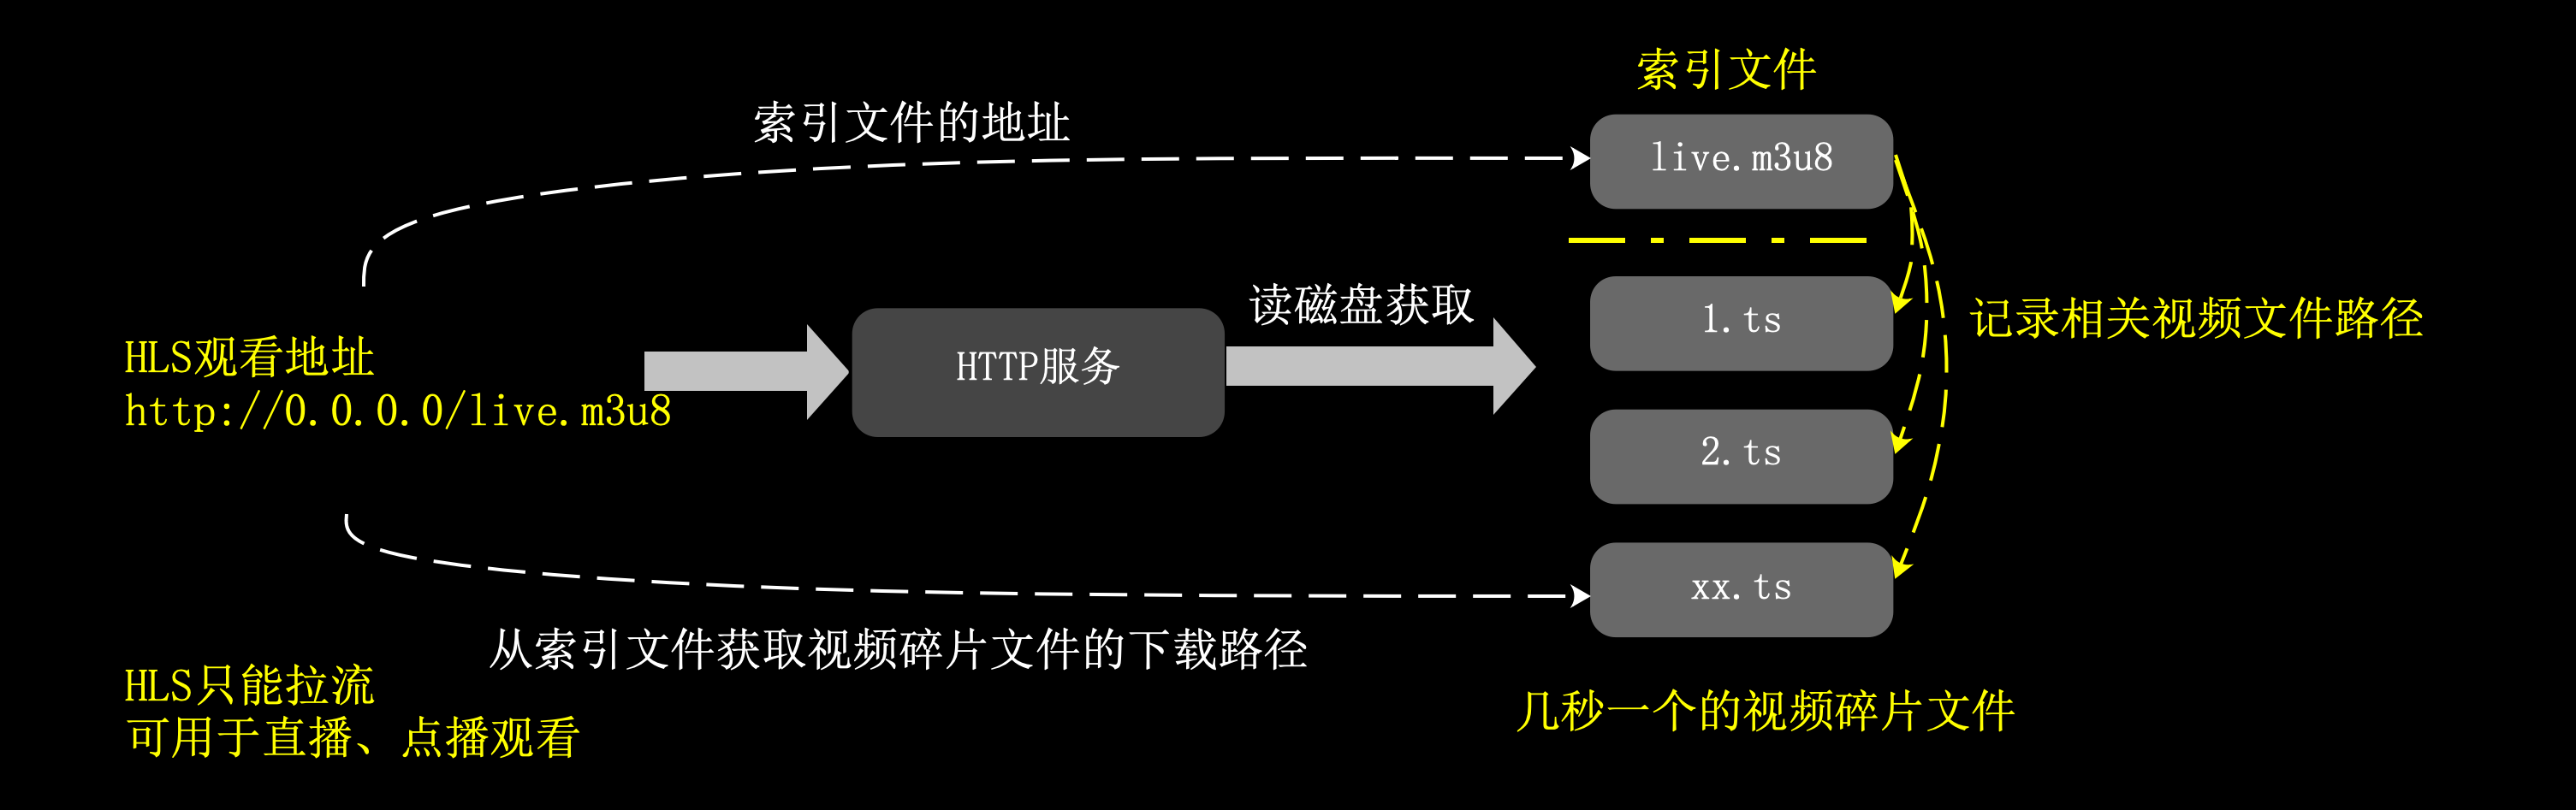 索引文件
索引文件的地址
live.m3u8
读磁盘获取
1.ts
记录相关视频文件路径
HLS观看地址
http://0.0.0.0/live.m3u8
HTTP服务
2.ts
xx.ts
从索引文件获取视频碎片文件的下载路径
HLS只能拉流
可用于直播、点播观看
几秒一个的视频碎片文件